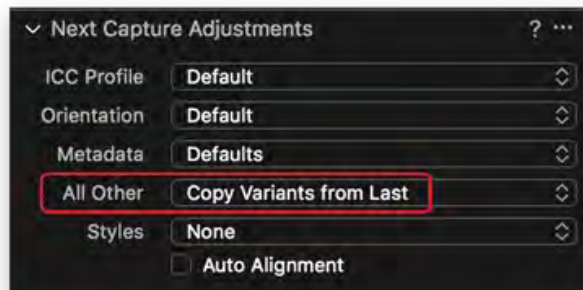 Next Capture Adjustments ? ...
ICC Profile Default
Orientation Default
Metadata Defaults
All Other Copy Variants from Last
Styles None
Auto Alignment